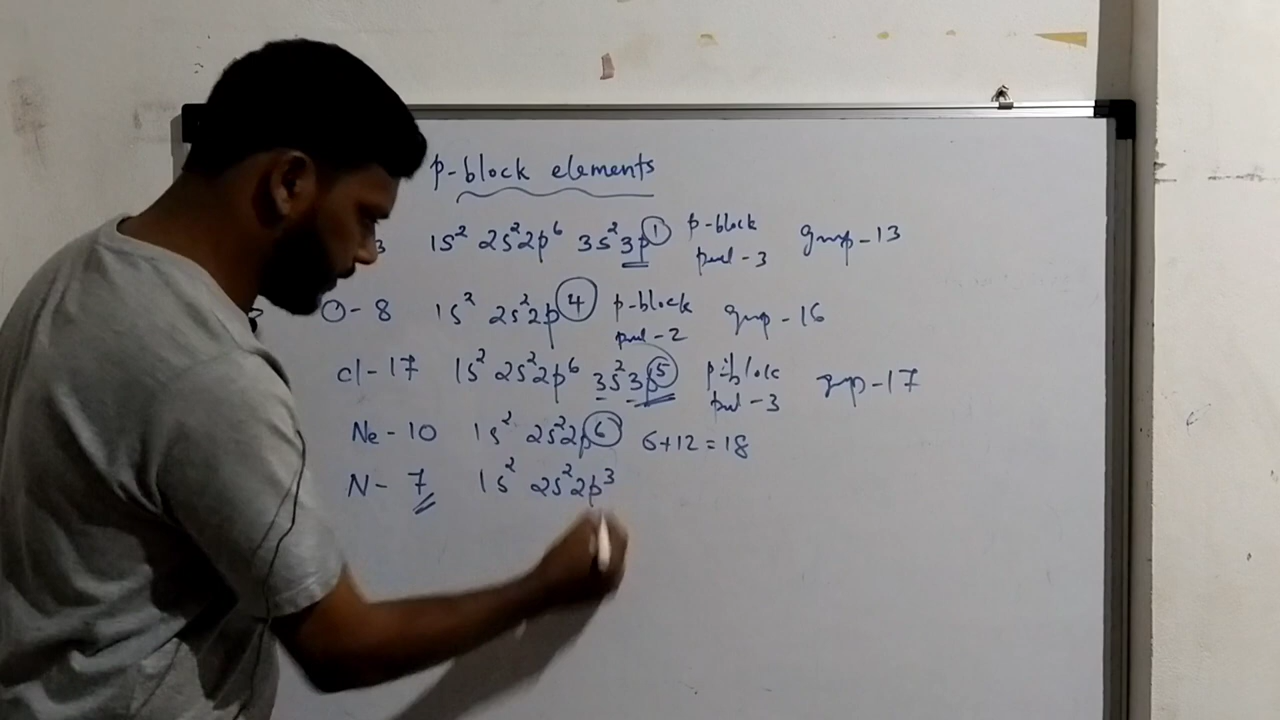 p-block elements
3 1s² 2s²2p⁶ 3s²3p① p-block group-13
period-3
O-8 1s² 2s²2p④ p-block group-16
period-2
cl-17 1s² 2s²2p⁶ 3s²3p⑤ p-block group-17
period-3
Ne-10 1s² 2s²2p⑥ 6+12=18
N-7 1s² 2s²2p³